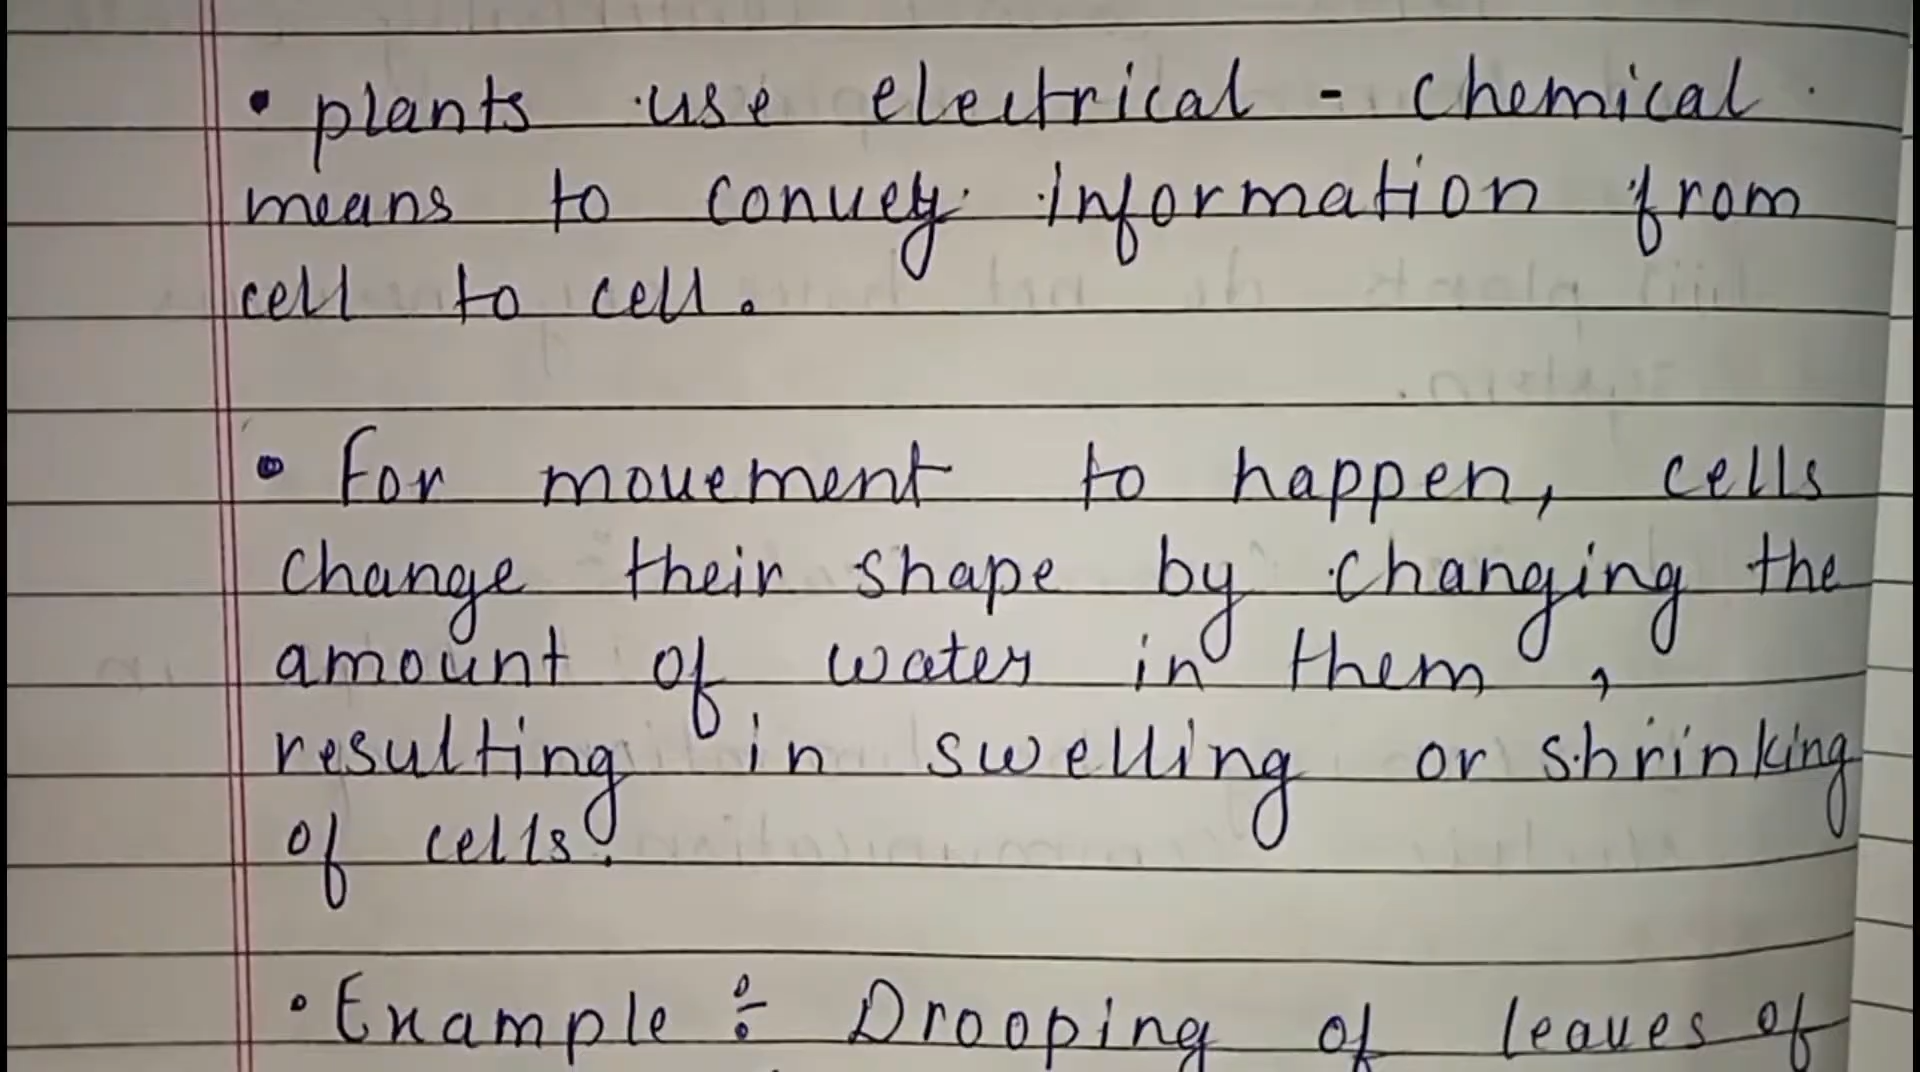 • plants use electrical - chemical
means to convey information from
cell to cell.
• For movement to happen, cells
change their shape by changing the
amount of water in them,
resulting in swelling or shrinking
of cells.
• Example ÷ Drooping of leaves of